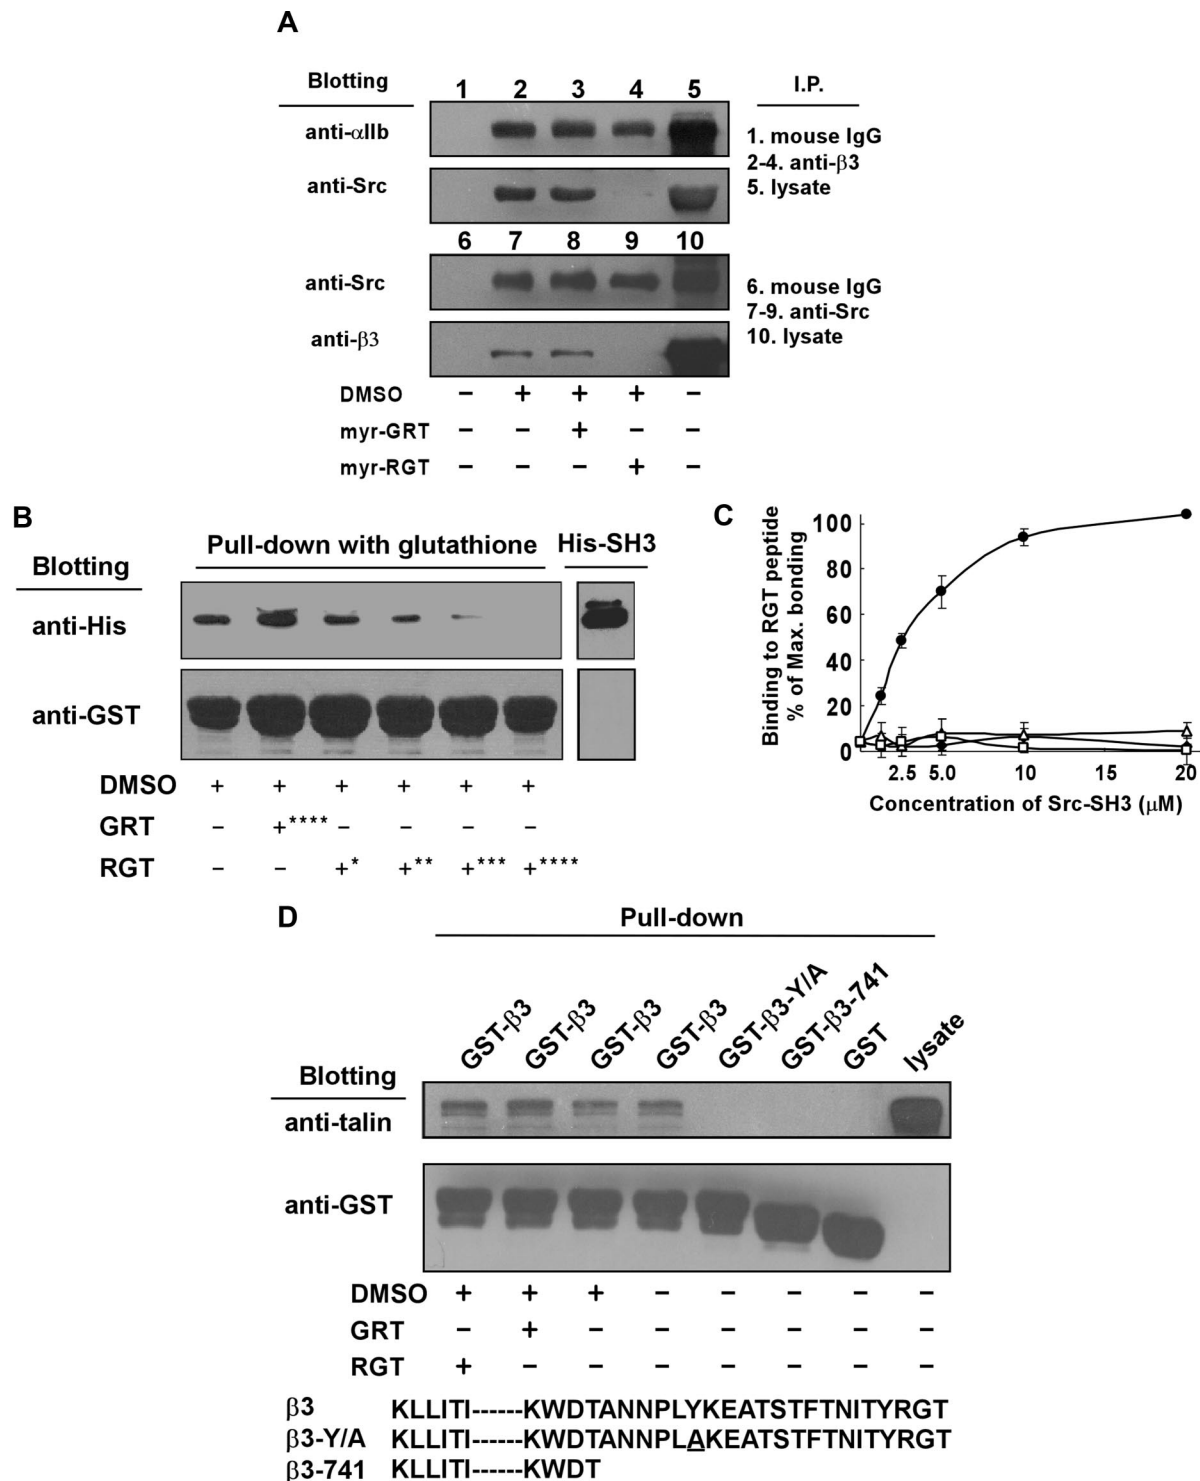 A
Blotting 1 2 3 4 5 I.P.
anti-αIIb
1. mouse IgG
2-4. anti-β3
5. lysate
anti-Src
6 7 8 9 10
anti-Src
6. mouse IgG
7-9. anti-Src
10. lysate
anti-β3
DMSO − + + + −
myr-GRT − − + − −
myr-RGT − − − + −
B
Pull-down with glutathione His-SH3
Blotting
anti-His
anti-GST
DMSO + + + + + +
GRT − +**** − − − −
RGT − − +* +** +*** +****
C
Binding to RGT peptide
% of Max. bonding
100
80
60
40
20
0
2.5 5.0 10 15 20
Concentration of Src-SH3 (μM)
D
Pull-down
GST-β3 GST-β3 GST-β3 GST-β3 GST-β3-Y/A GST-β3-741 GST lysate
Blotting
anti-talin
anti-GST
DMSO + + + − − − − −
GRT − + − − − − − −
RGT + − − − − − − −
β3 KLLITI------KWDTANNPLYKEATSTFTNITYRGT
β3-Y/A KLLITI------KWDTANNPLAKEATSTFTNITYRGT
β3-741 KLLITI------KWDT